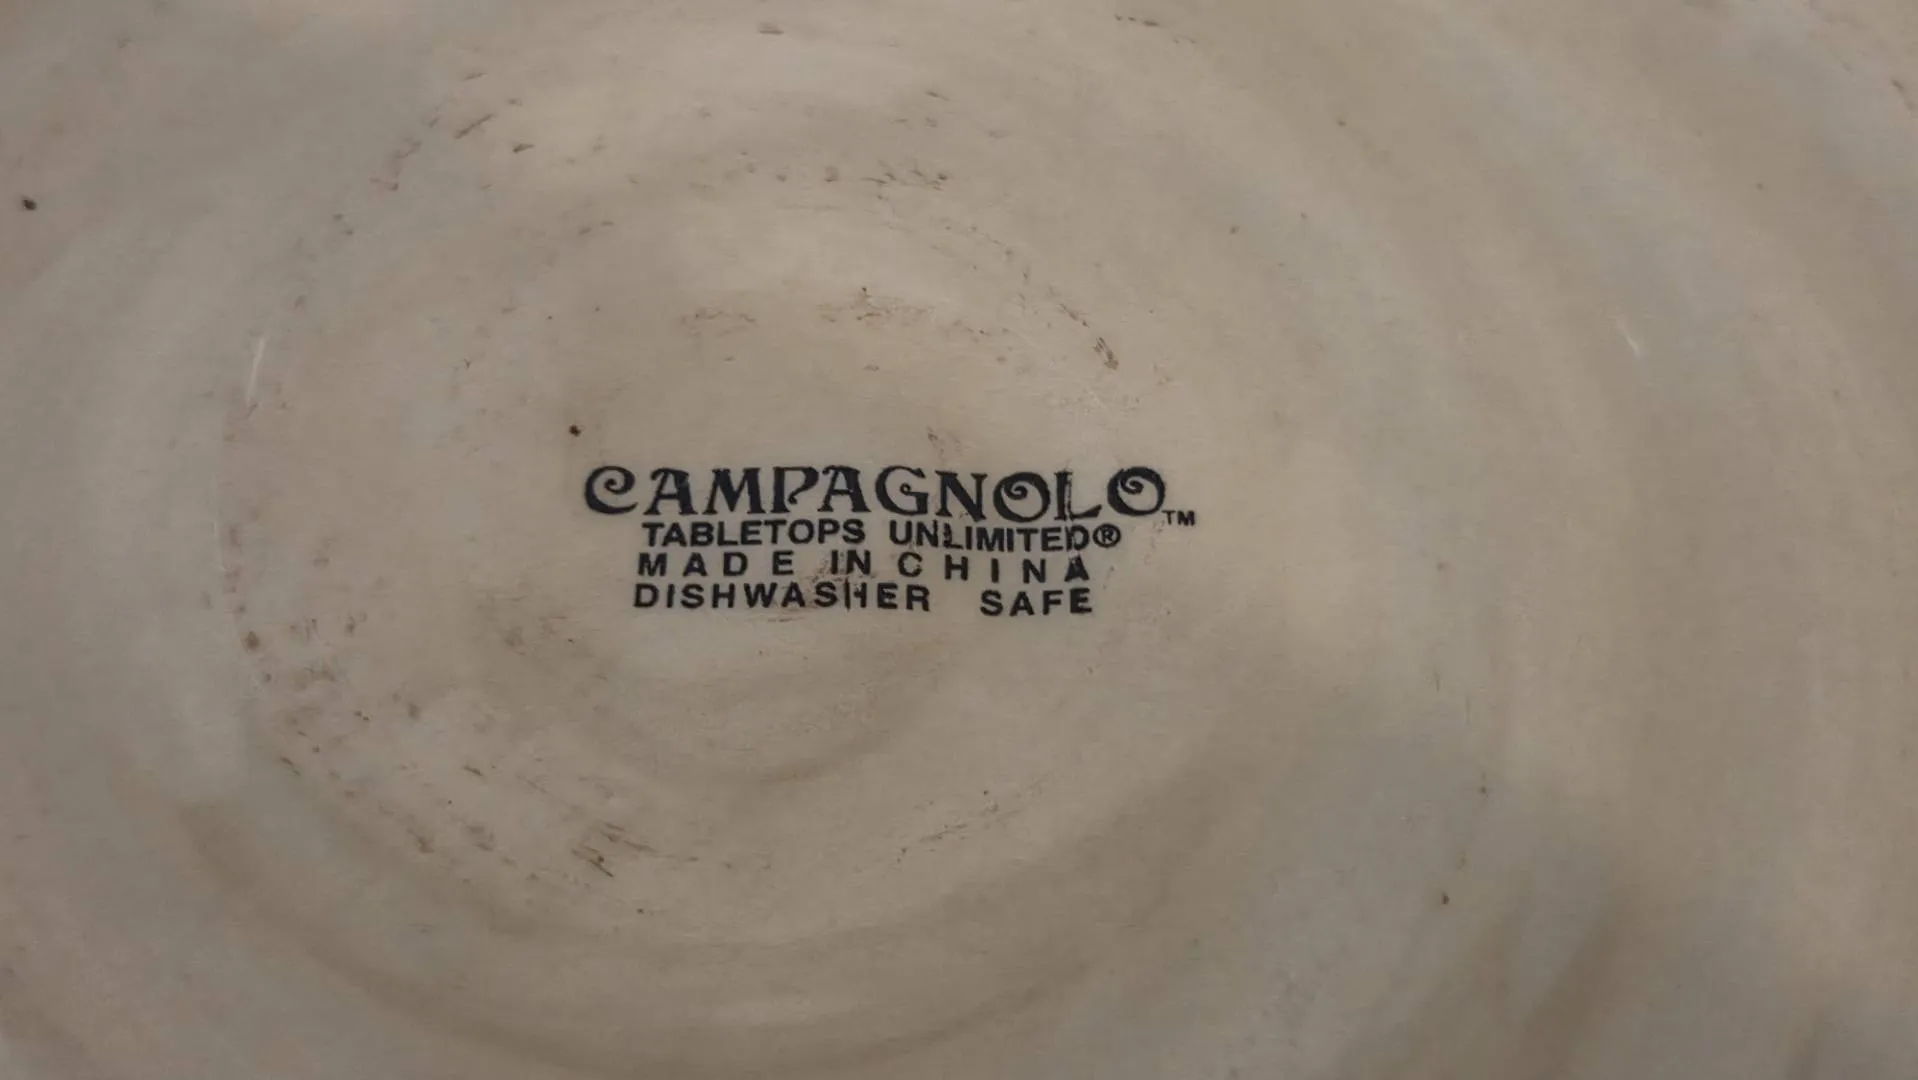 CAMPAGNOLO™
TABLETOPS UNLIMITED®
MADE IN CHINA
DISHWASHER SAFE